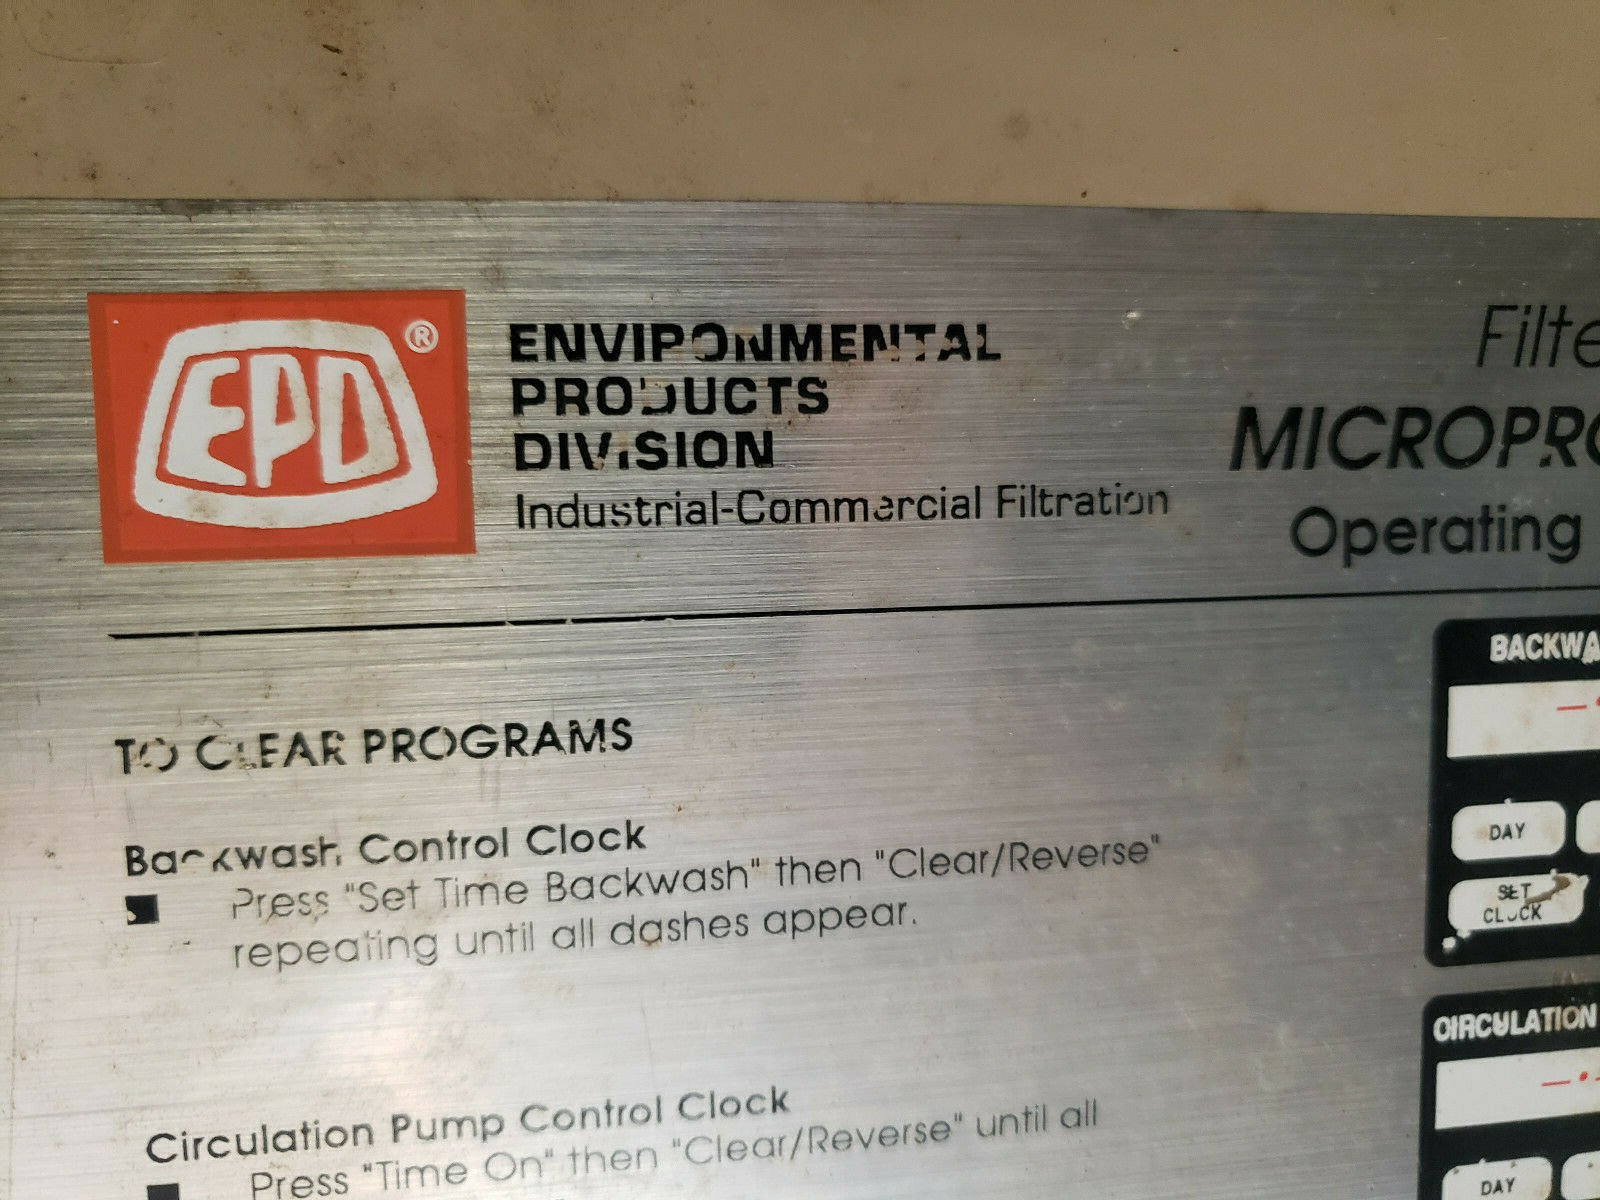 EPD®
ENVIRONMENTAL
PRODUCTS
DIVISION
Industrial-Commercial Filtration
Operating
TO CLEAR PROGRAMS
Backwash Control Clock
Press "Set Time Backwash" then "Clear/Reverse"
repeating until all dashes appear.
Circulation Pump Control Clock
Press "Time On" then "Clear/Reverse" until all
DAY
SET
CLOCK
CIRCULATION
DAY